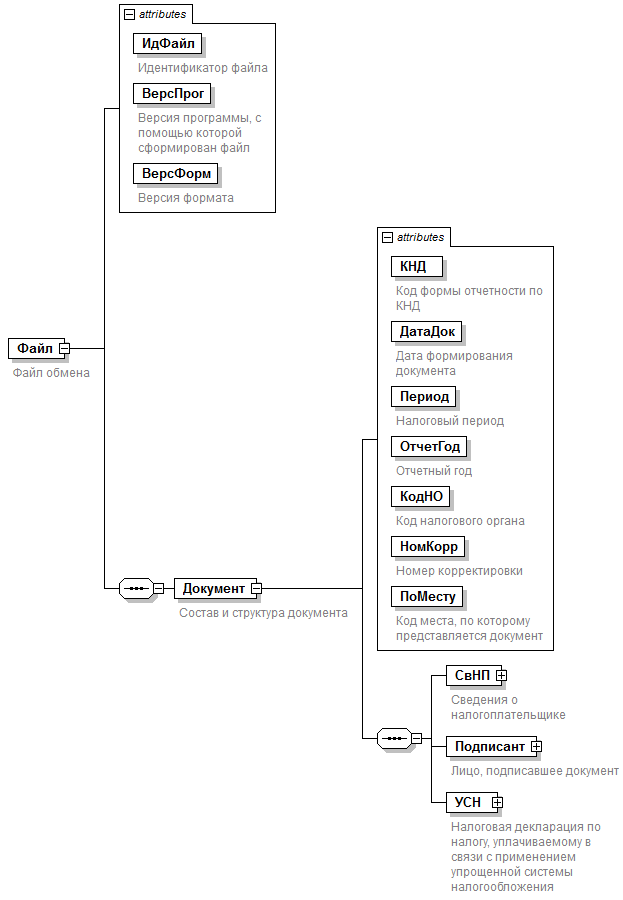 attributes
ИдФайл
Идентификатор файла
ВерсПрог
Версия программы, с
помощью которой
сформирован файл
ВерсФорм
Версия формата
Файл
Файл обмена
attributes
КНД
Код формы отчетности по
КНД
ДатаДок
Дата формирования
документа
Период
Налоговый период
ОтчетГод
Отчетный год
КодНО
Код налогового органа
НомКорр
Номер корректировки
ПоМесту
Код места, по которому
представляется документ
Документ
Состав и структура документа
СвНП
Сведения о
налогоплательщике
Подписант
Лицо, подписавшее документ
УСН
Налоговая декларация по
налогу, уплачиваемому в
связи с применением
упрощенной системы
налогообложения